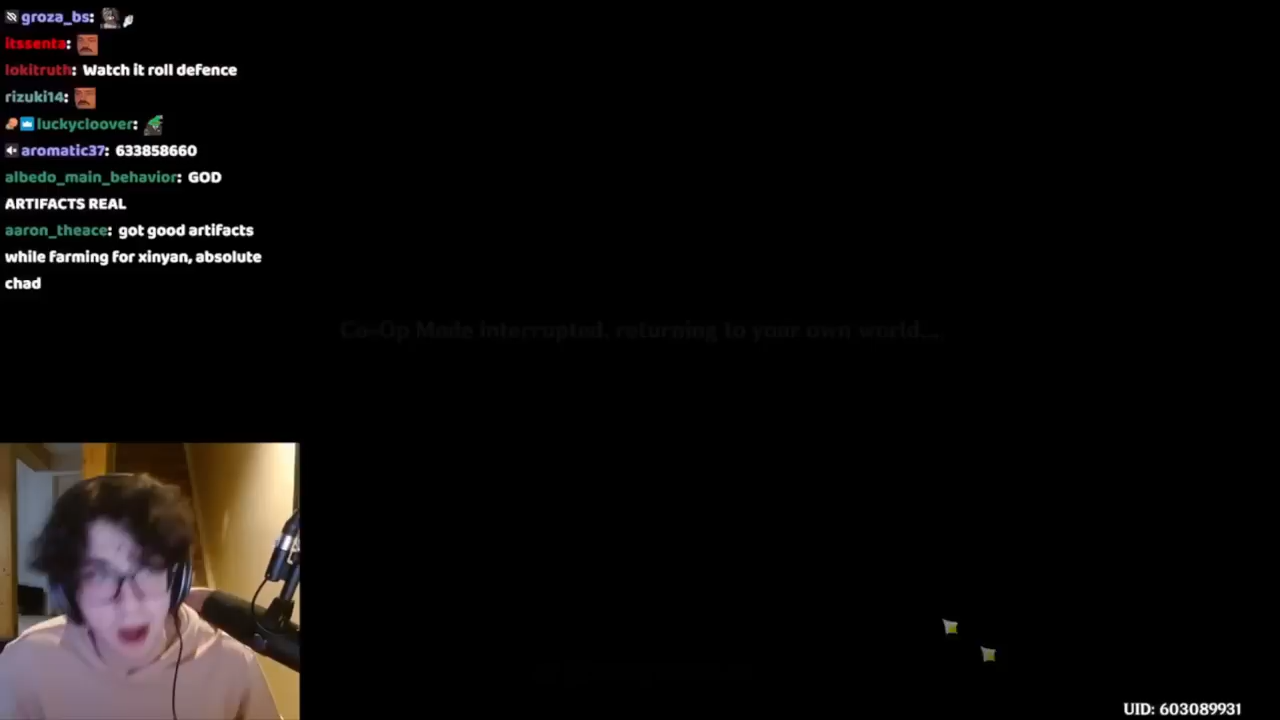 groza_bs:
itssenta:
lokitruth: Watch it roll defence
rizuki14:
luckycloover:
aromatic37: 633858660
albedo_main_behavior: GOD
ARTIFACTS REAL
aaron_theace: got good artifacts
while farming for xinyan, absolute
chad
Co-Op Mode interrupted, returning to your own world...
UID: 603089931